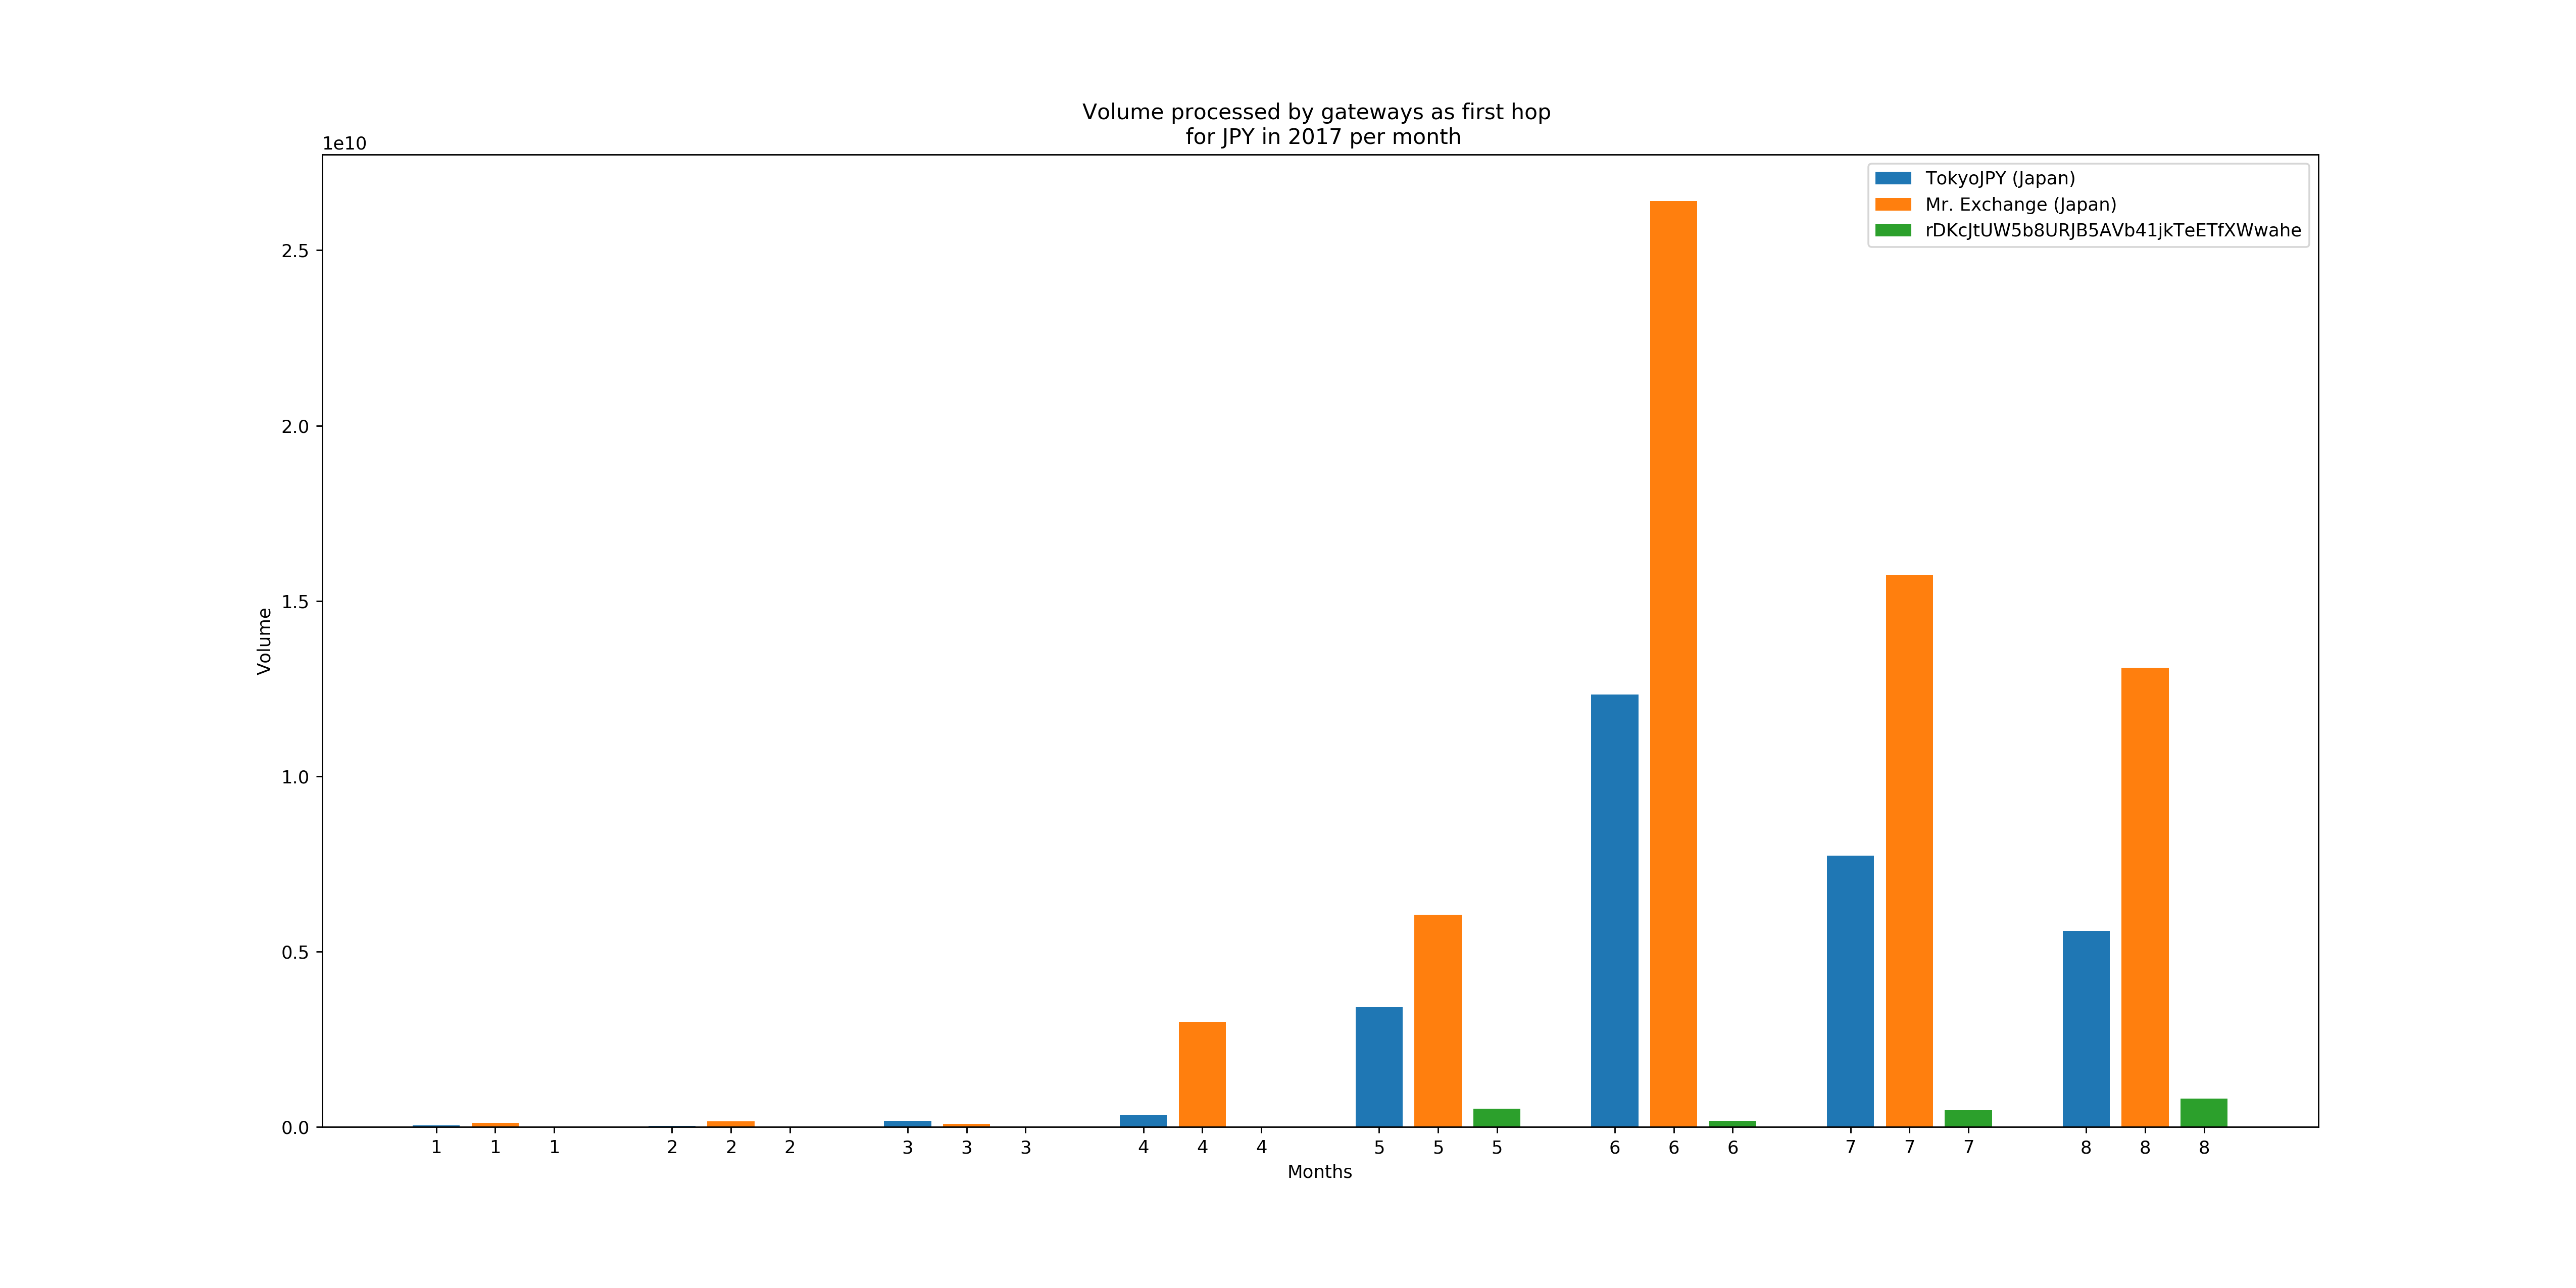 Volume processed by gateways as first hop
for JPY in 2017 per month
1e10
TokyoJPY (Japan)
Mr. Exchange (Japan)
rDKcJtUW5b8URJB5AVb41jkTeETfXWwahe
2.5
2.0
1.5
1.0
0.5
0.0
Volume
1 1 1 2 2 2 3 3 3 4 4 4 5 5 5 6 6 6 7 7 7 8 8 8
Months